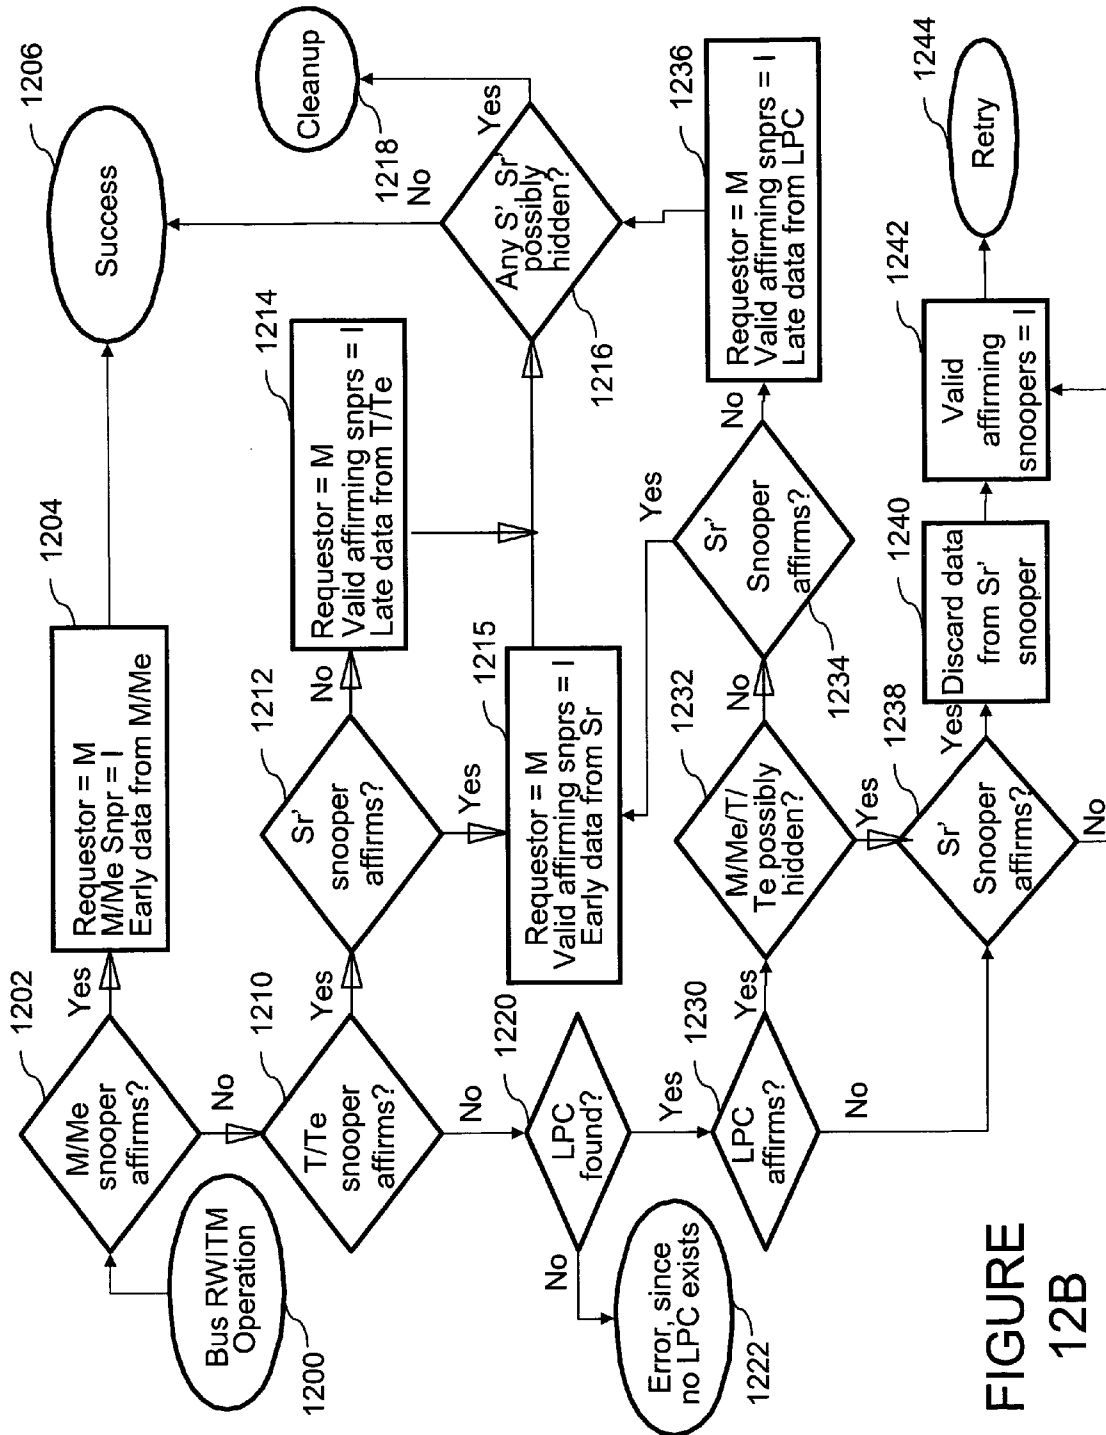 Bus RWITM
Operation
1200
M/Me
snooper
affirms?
1202
Yes
No
Requestor = M
M/Me Snpr = I
Early data from M/Me
1204
Success
1206
T/Te
snooper
affirms?
1210
Yes
No
Sr'
snooper
affirms?
1212
No
Yes
Requestor = M
Valid affirming snprs = I
Late data from T/Te
1214
Requestor = M
Valid affirming snprs = I
Early data from Sr
1215
Any S' Sr'
possibly
hidden?
1216
No
Yes
Cleanup
1218
LPC
found?
1220
No
Yes
Error, since
no LPC exists
1222
LPC
affirms?
1230
Yes
No
M/Me/T/
Te possibly
hidden?
1232
No
Yes
Sr'
Snooper
affirms?
1234
Yes
No
Requestor = M
Valid affirming snprs = I
Late data from LPC
1236
Sr'
Snooper
affirms?
1238
Yes
No
Discard data
from Sr'
snooper
1240
Valid
affirming
snoopers = I
1242
Retry
1244
FIGURE
12B